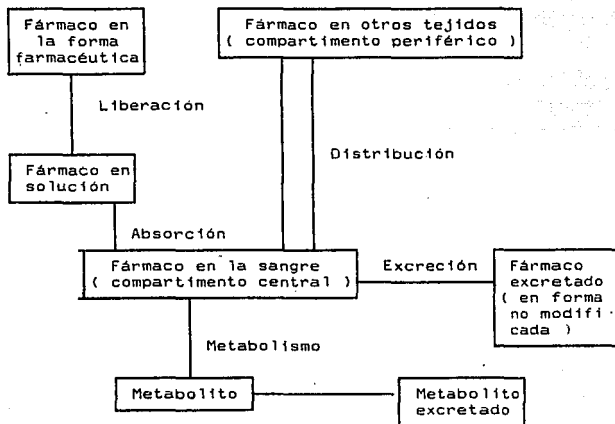 Fármaco en
la forma
farmacéutica
Fármaco en otros tejidos
( compartimento periférico )
Liberación
Distribución
Fármaco en
solución
Absorción
Fármaco en la sangre
( compartimento central )
Excreción
Fármaco
excretado
( en forma
no modifi-
cada )
Metabolismo
Metabolito
Metabolito
excretado